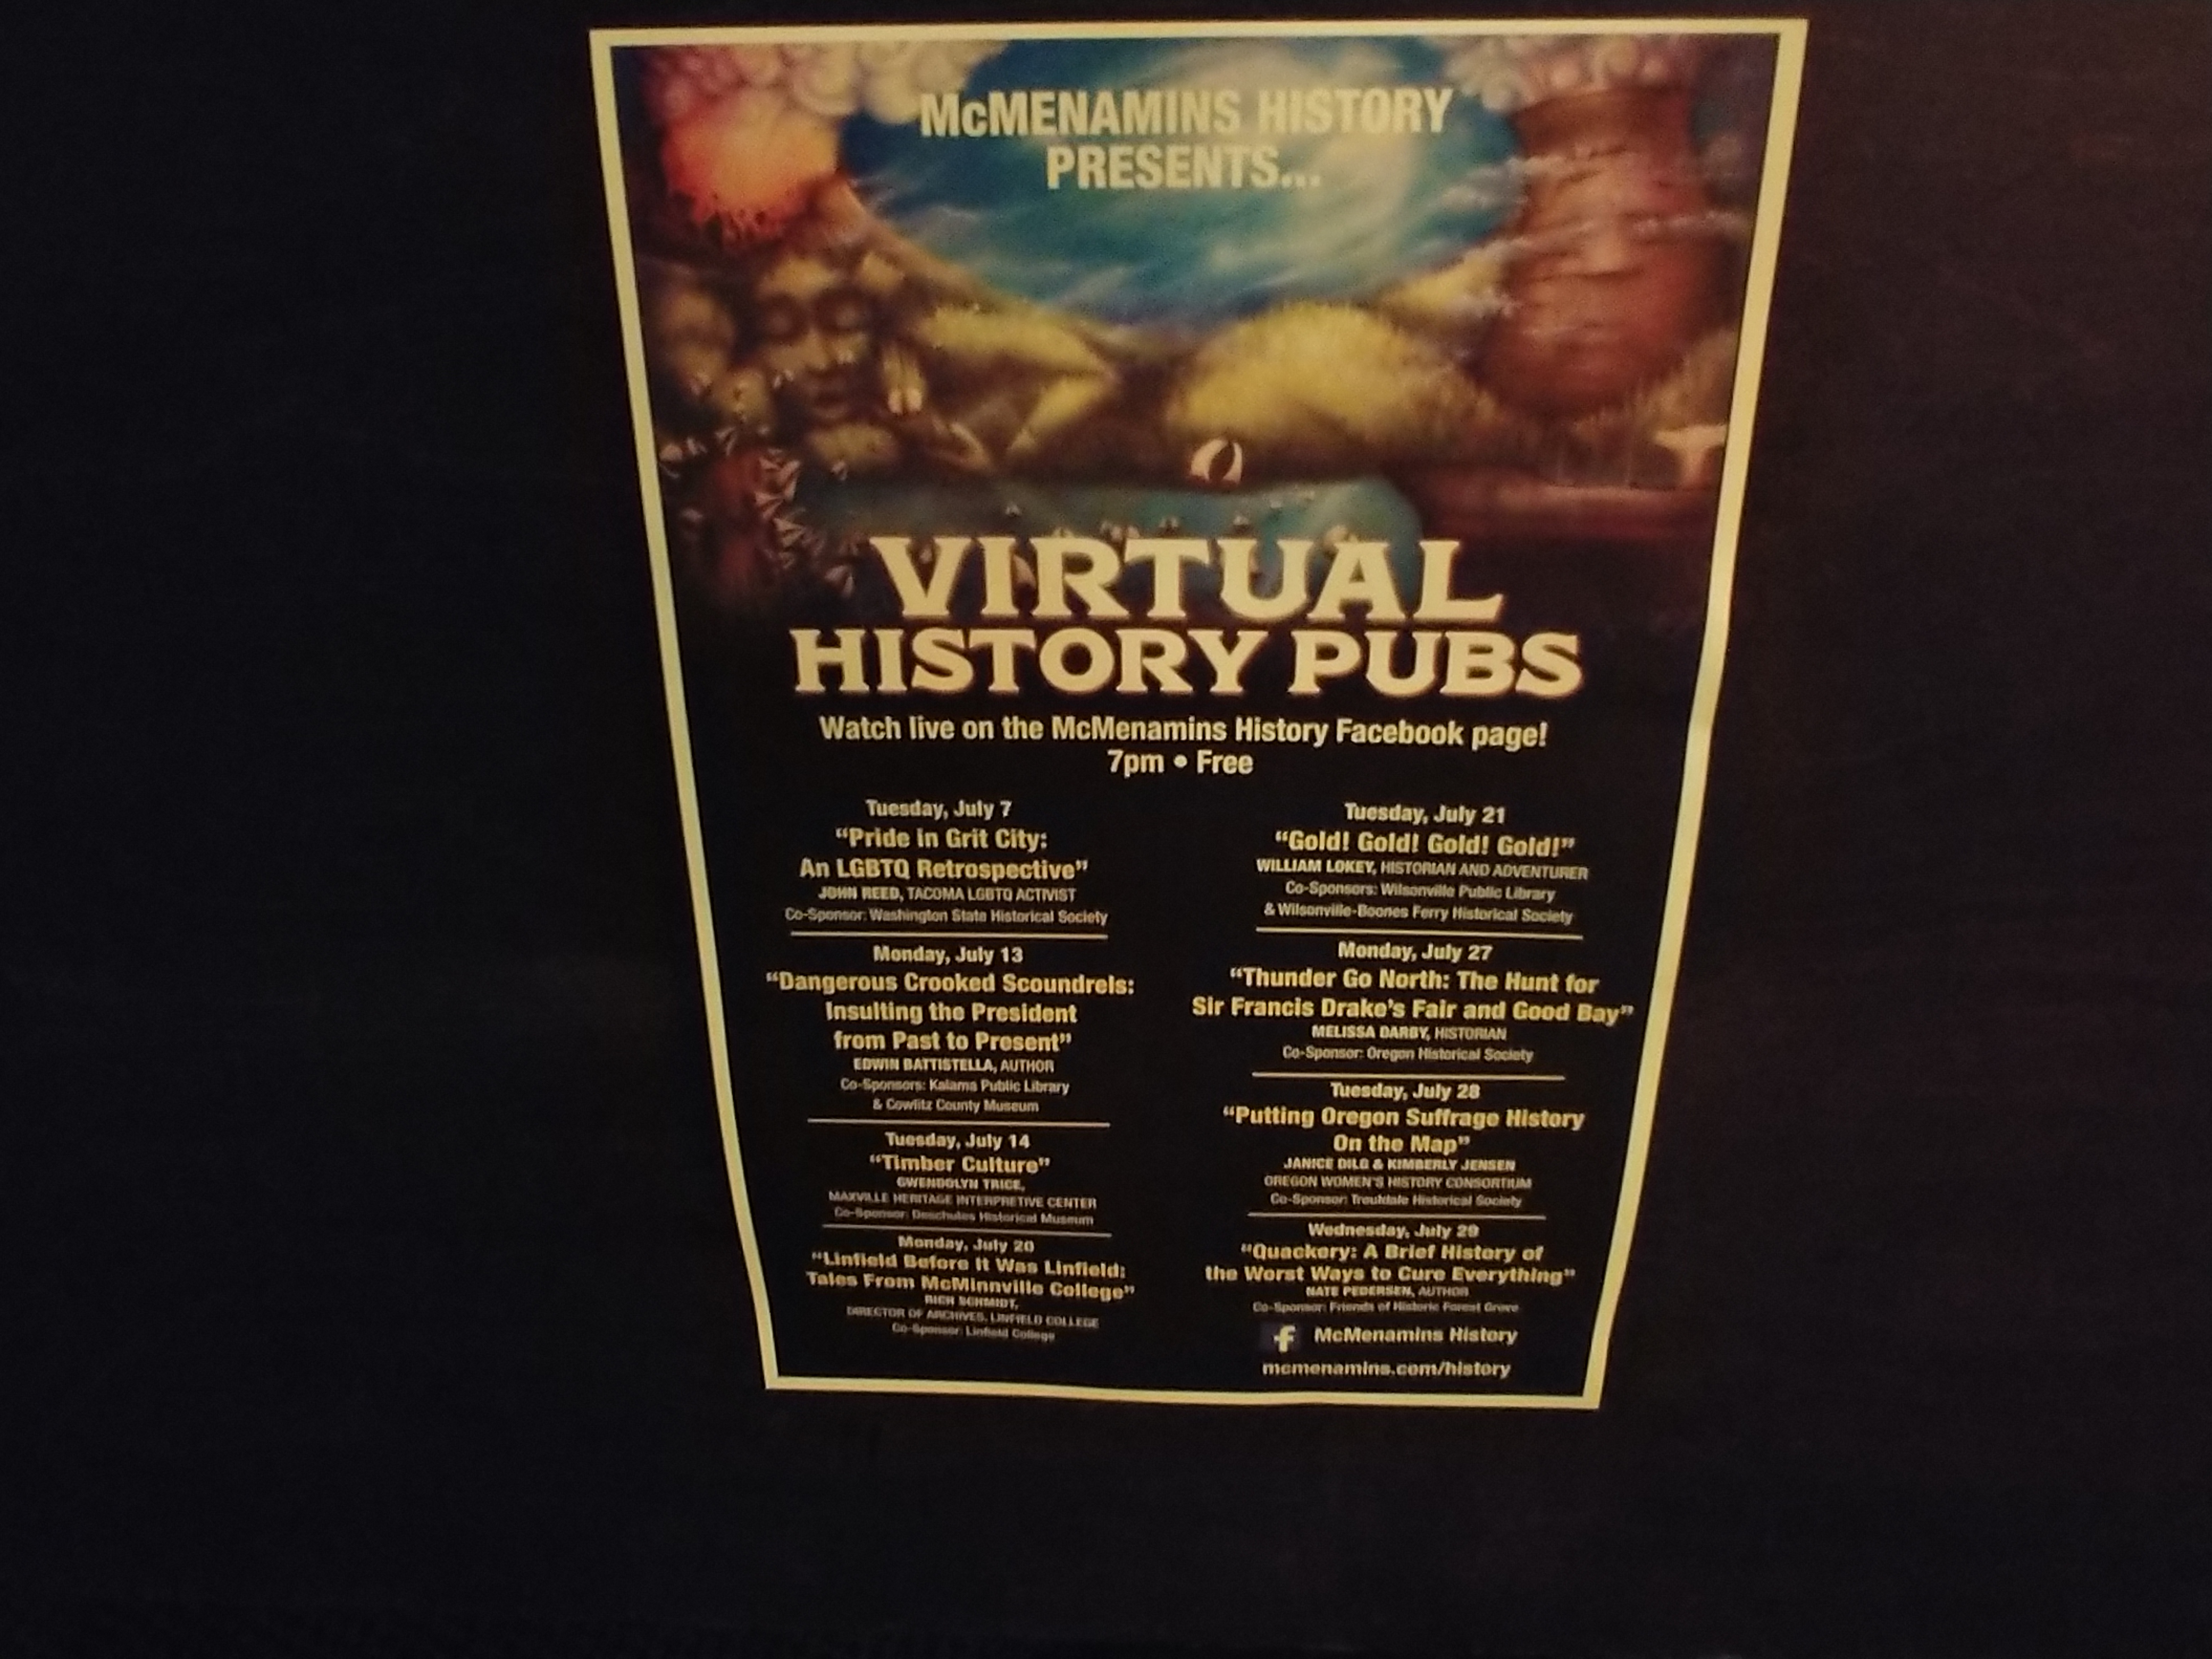 McMENAMINS HISTORY
PRESENTS...
VIRTUAL
HISTORY PUBS
Watch live on the McMenamins History Facebook page!
7pm • Free
Tuesday, July 7
“Pride in Grit City:
An LGBTQ Retrospective”
JOHN REED, TACOMA LGBTQ ACTIVIST
Co-Sponsor: Washington State Historical Society
Monday, July 13
“Dangerous Crooked Scoundrels:
Insulting the President
from Past to Present”
EDWIN BATTISTELLA, AUTHOR
Co-Sponsors: Kalama Public Library
& Cowlitz County Museum
Tuesday, July 14
“Timber Culture”
GWENDOLYN TRICE,
MAXVILLE HERITAGE INTERPRETIVE CENTER
Co-Sponsor: Deschutes Historical Museum
Monday, July 20
“Linfield Before It Was Linfield:
Tales From McMinnville College”
RICH SCHMIDT,
DIRECTOR OF ARCHIVES, LINFIELD COLLEGE
Co-Sponsor: Linfield College
Tuesday, July 21
“Gold! Gold! Gold! Gold!”
WILLIAM LOKEY, HISTORIAN AND ADVENTURER
Co-Sponsors: Wilsonville Public Library
& Wilsonville-Boones Ferry Historical Society
Monday, July 27
“Thunder Go North: The Hunt for
Sir Francis Drake’s Fair and Good Bay”
MELISSA DARBY, HISTORIAN
Co-Sponsor: Oregon Historical Society
Tuesday, July 28
“Putting Oregon Suffrage History
On the Map”
JANICE DILG & KIMBERLY JENSEN
OREGON WOMEN’S HISTORY CONSORTIUM
Co-Sponsor: Troutdale Historical Society
Wednesday, July 29
“Quackery: A Brief History of
the Worst Ways to Cure Everything”
NATE PEDERSEN, AUTHOR
Co-Sponsor: Friends of Historic Forest Grove
f McMenamins History
mcmenamins.com/history